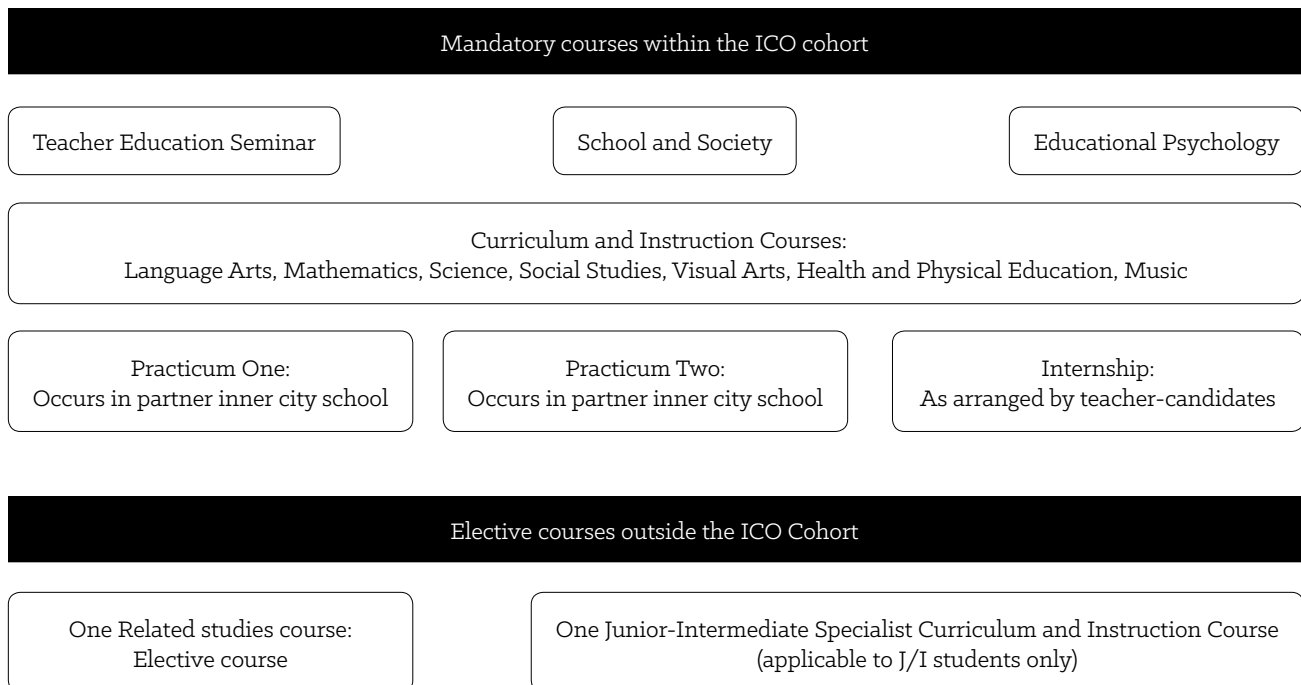 Mandatory courses within the ICO cohort
Teacher Education Seminar
School and Society
Educational Psychology
Curriculum and Instruction Courses:
Language Arts, Mathematics, Science, Social Studies, Visual Arts, Health and Physical Education, Music
Practicum One:
Occurs in partner inner city school
Practicum Two:
Occurs in partner inner city school
Internship:
As arranged by teacher-candidates
Elective courses outside the ICO Cohort
One Related studies course:
Elective course
One Junior-Intermediate Specialist Curriculum and Instruction Course
(applicable to J/I students only)